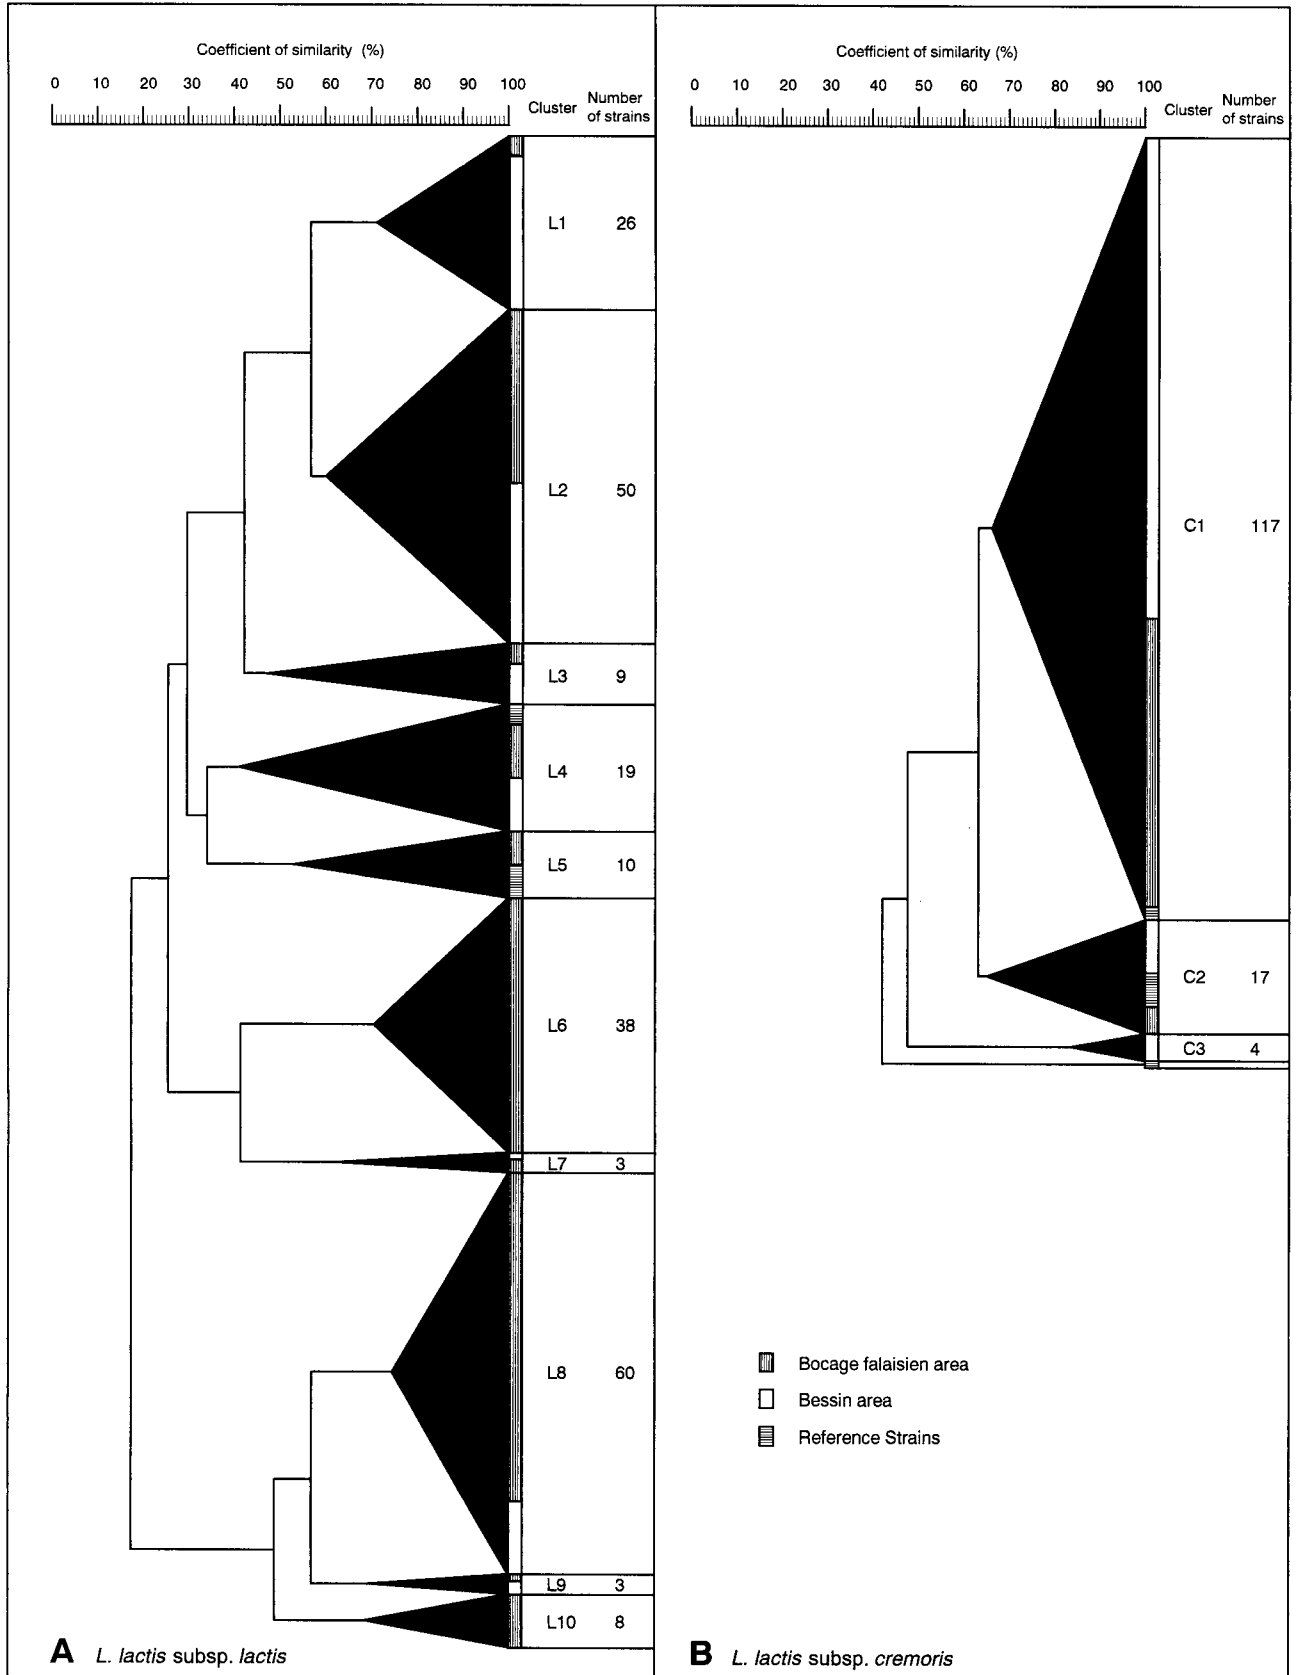 Coefficient of similarity (%)
0 10 20 30 40 50 60 70 80 90 100
Cluster
Number
of strains
L1 26
L2 50
L3 9
L4 19
L5 10
L6 38
L7 3
L8 60
L9 3
L10 8
A L. lactis subsp. lactis
Coefficient of similarity (%)
0 10 20 30 40 50 60 70 80 90 100
Cluster
Number
of strains
C1 117
C2 17
C3 4
Bocage falaisien area
Bessin area
Reference Strains
B L. lactis subsp. cremoris